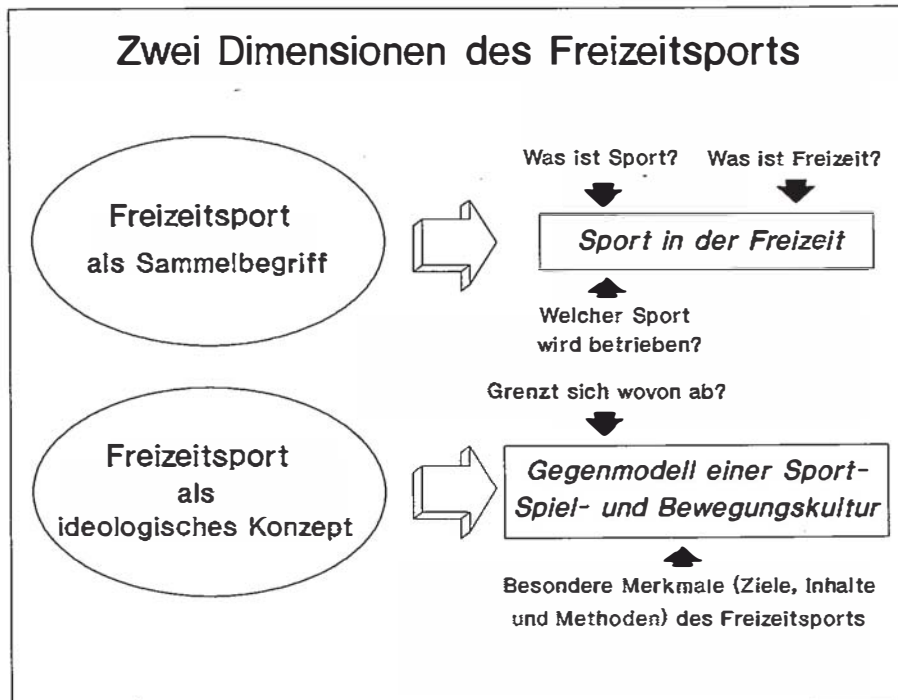 Zwei Dimensionen des Freizeitsports
Was ist Sport? Was ist Freizeit?
Freizeitsport
als Sammelbegriff
Sport in der Freizeit
Welcher Sport
wird betrieben?
Grenzt sich wovon ab?
Freizeitsport
als
ideologisches Konzept
Gegenmodell einer Sport-
Spiel- und Bewegungskultur
Besondere Merkmale (Ziele, Inhalte
und Methoden) des Freizeitsports